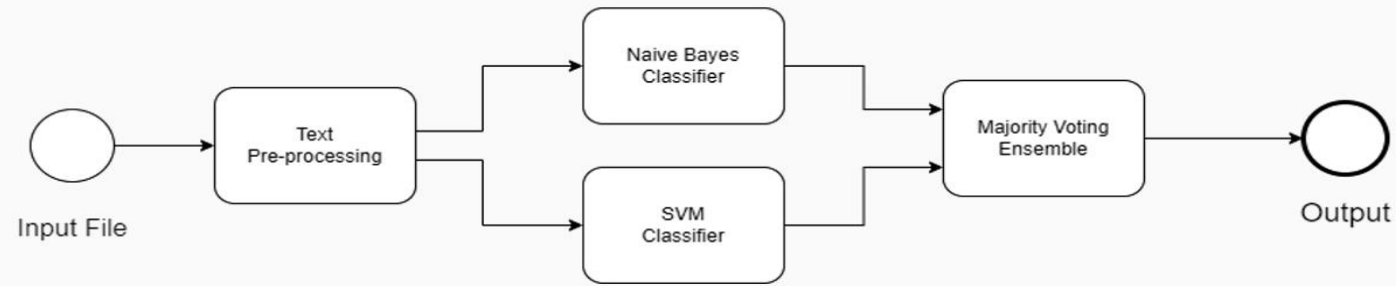 Input File
Text
Pre-processing
Naive Bayes
Classifier
SVM
Classifier
Majority Voting
Ensemble
Output